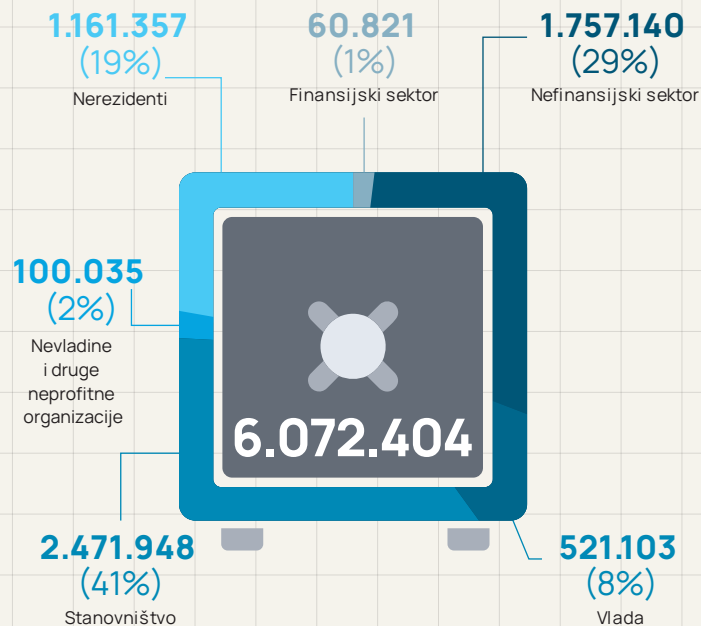 1.161.357
(19%)
Nerezidenti
60.821
(1%)
Finansijski sektor
1.757.140
(29%)
Nefinansijski sektor
100.035
(2%)
Nevladine
i druge
neprofitne
organizacije
6.072.404
2.471.948
(41%)
Stanovništvo
521.103
(8%)
Vlada